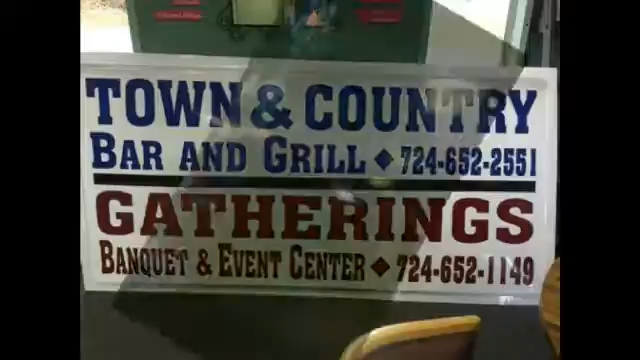 TOWN & COUNTRY
BAR AND GRILL ◆ 724-652-2551
GATHERINGS
BANQUET & EVENT CENTER ◆ 724-652-1149